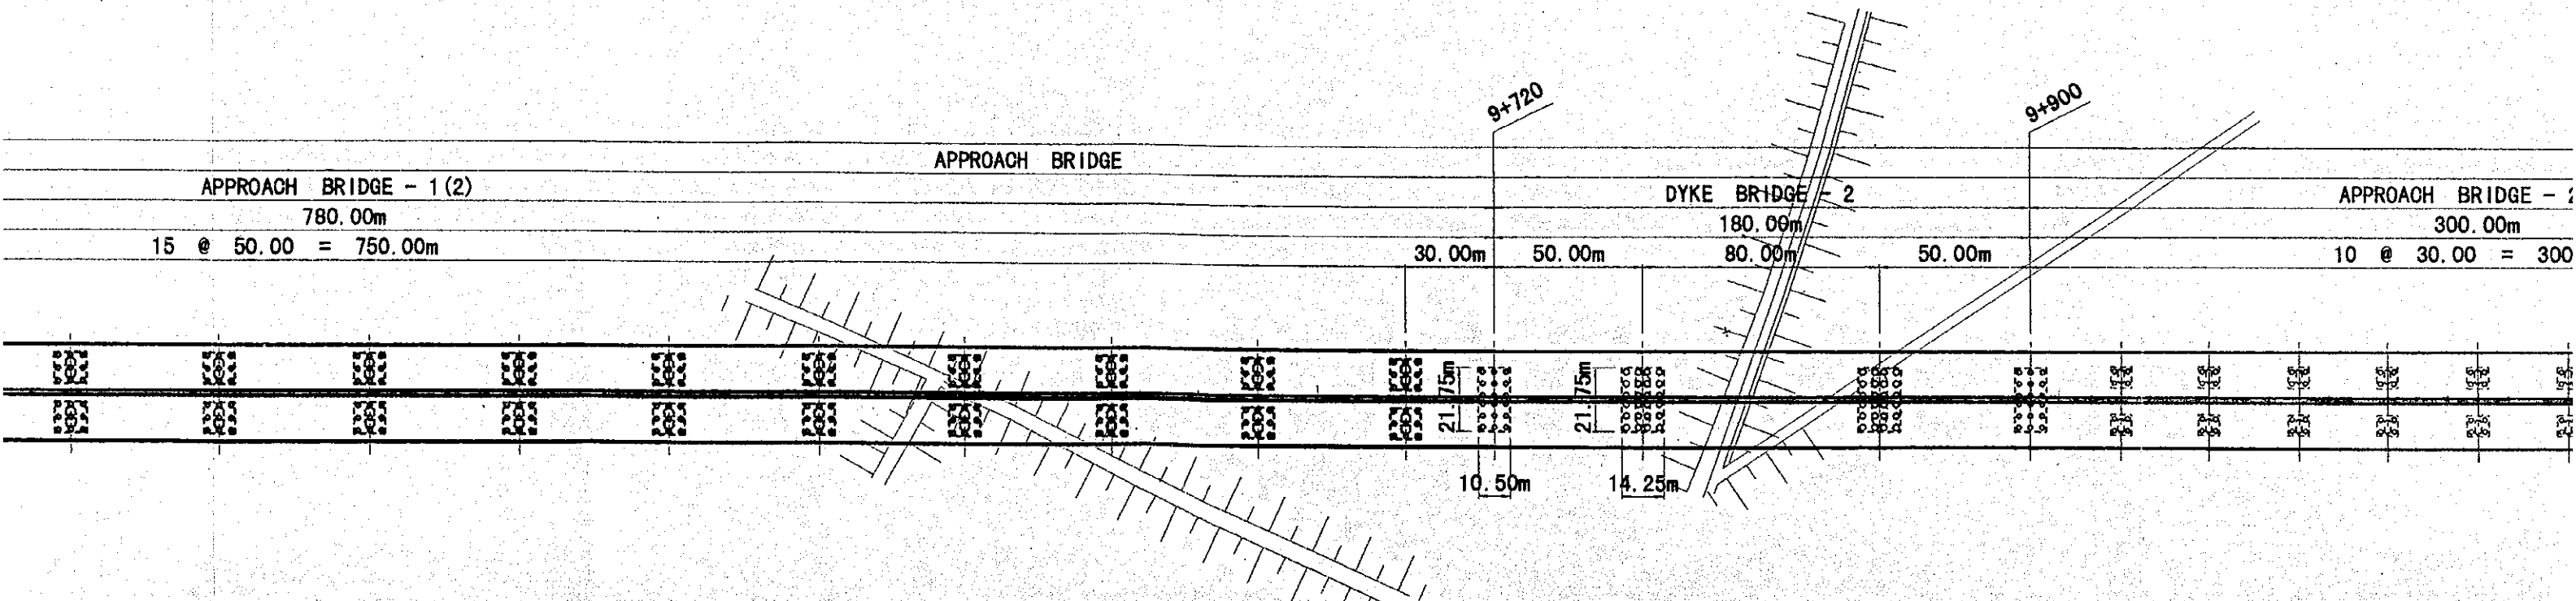 9+720
9+900
APPROACH BRIDGE
APPROACH BRIDGE - 1(2)
DYKE BRIDGE - 2
APPROACH BRIDGE - 2
780.00m
180.00m
300.00m
15 @ 50.00 = 750.00m
30.00m
50.00m
80.00m
50.00m
10 @ 30.00 = 300
21.75m
21.75m
10.50m
14.25m